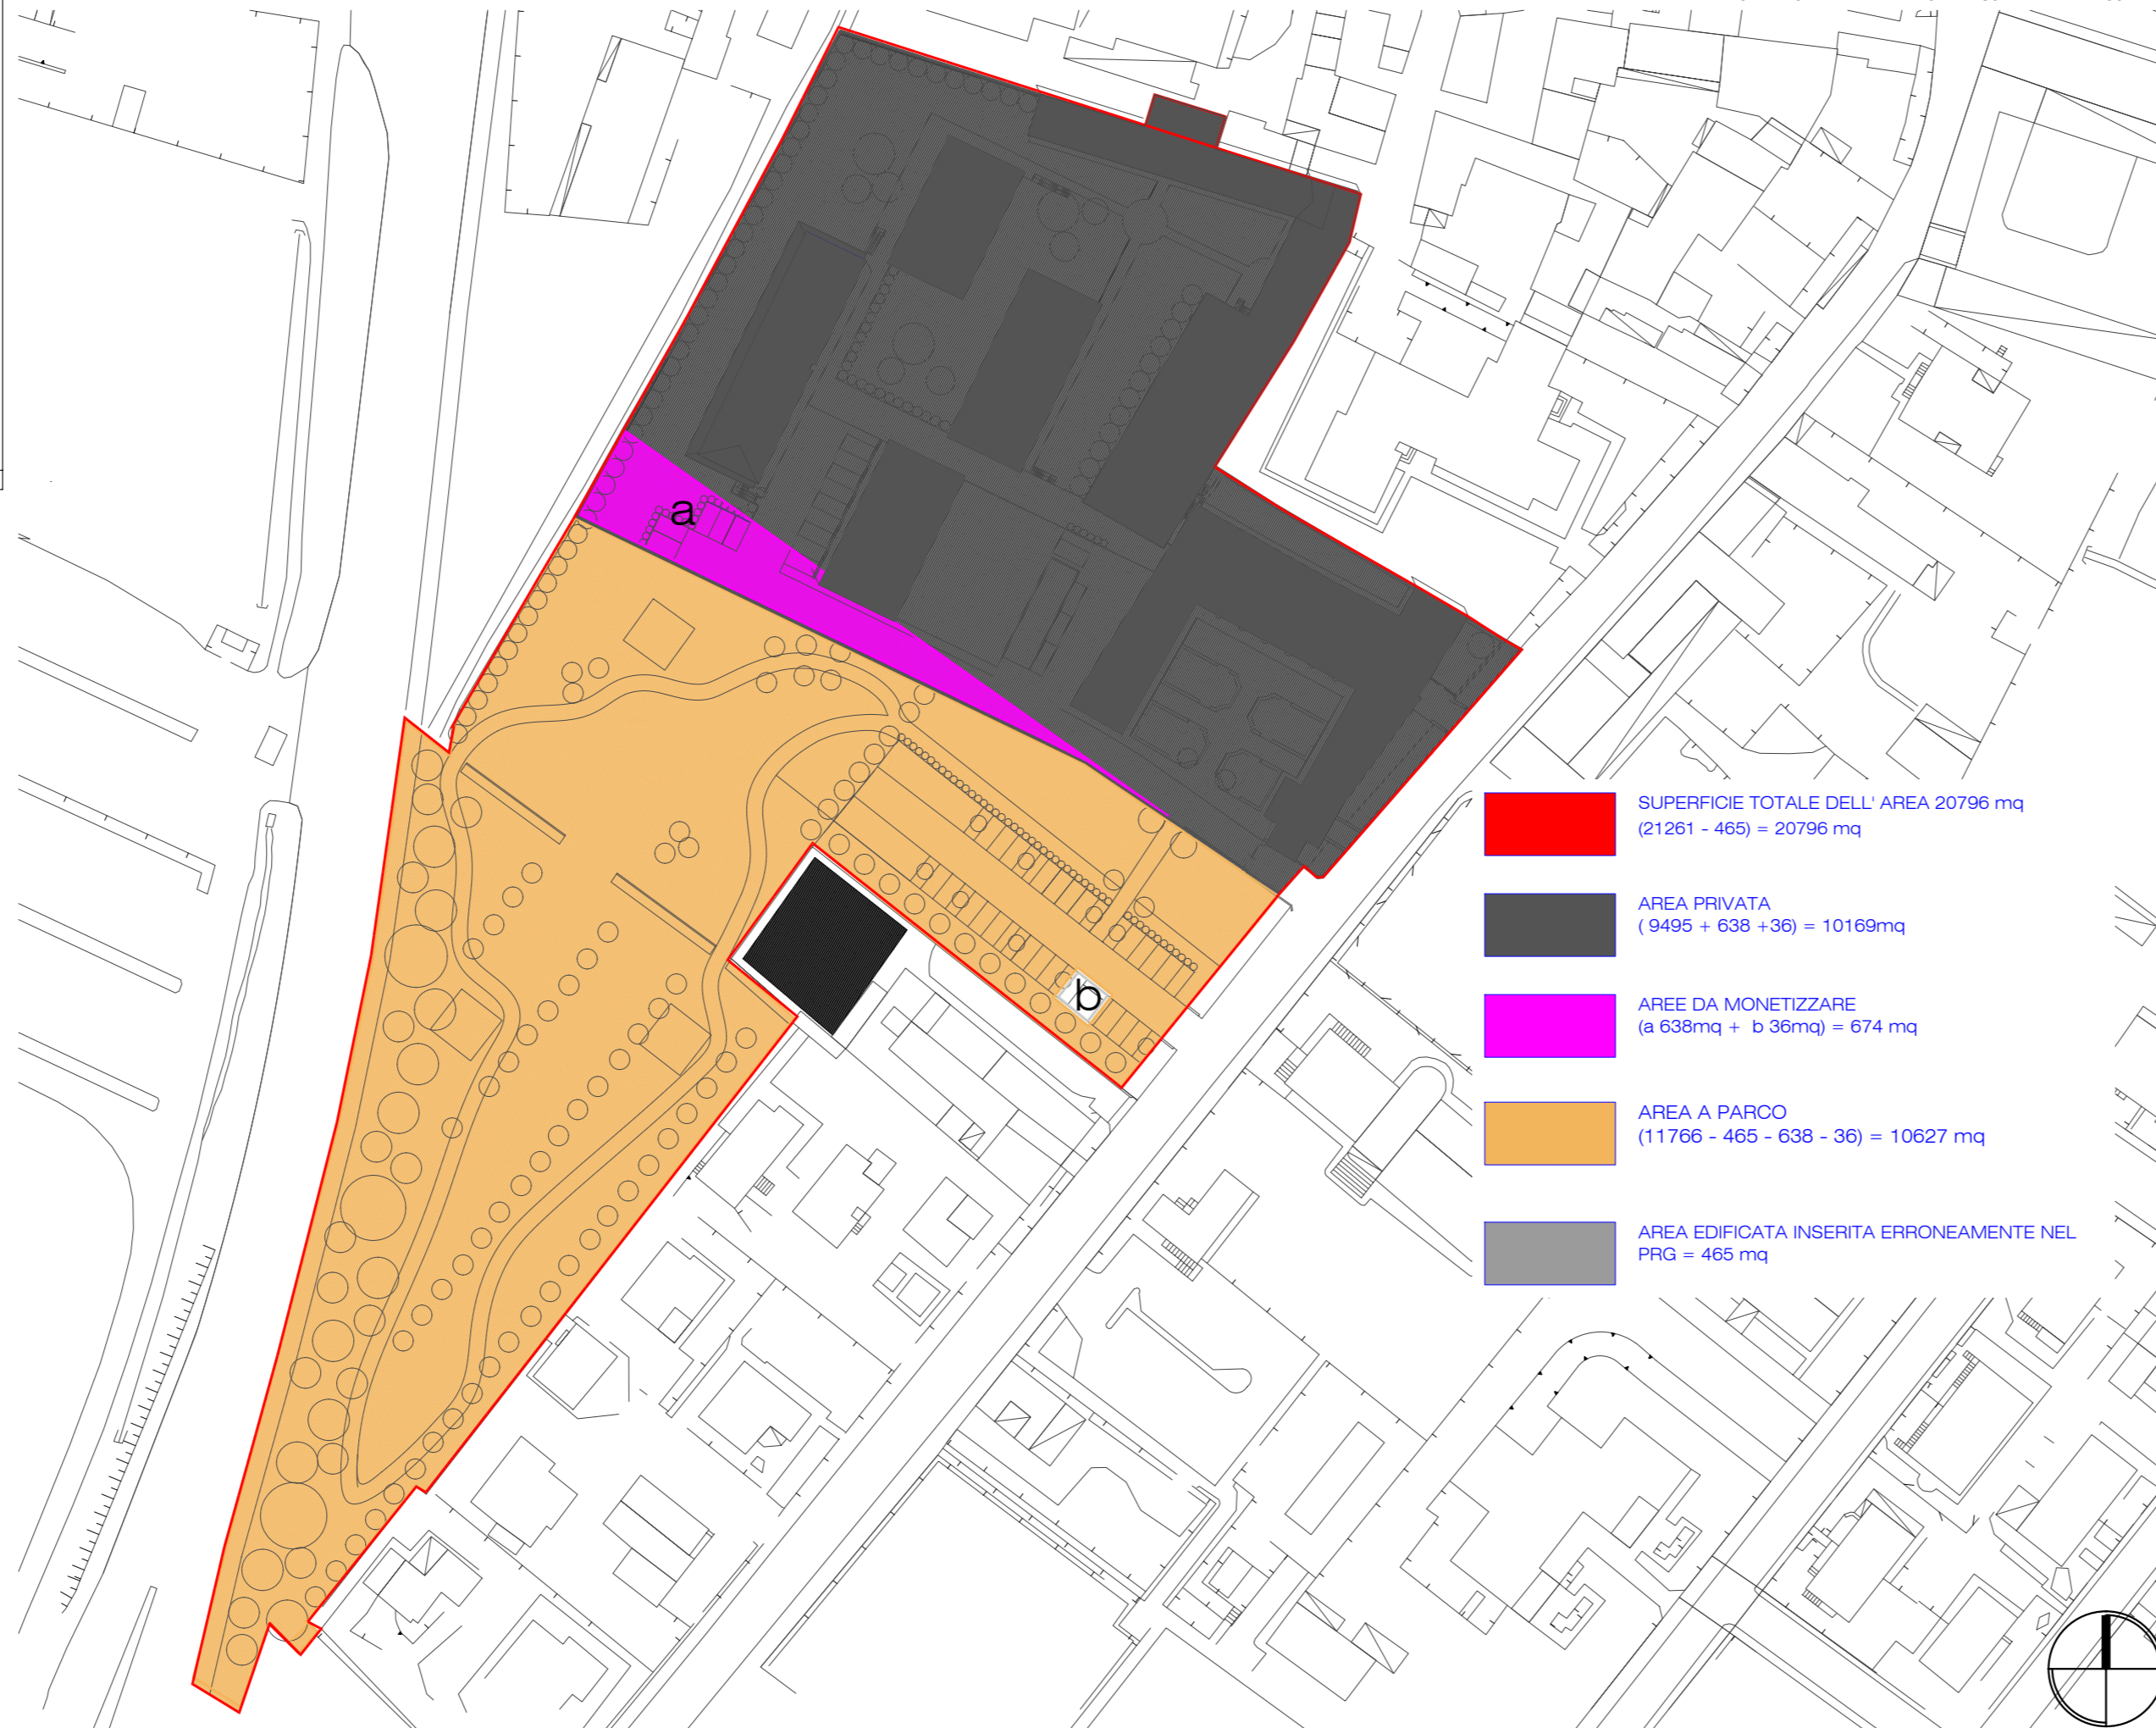 a
b
SUPERFICIE TOTALE DELL' AREA 20796 mq
(21261 - 465) = 20796 mq
AREA PRIVATA
( 9495 + 638 +36) = 10169mq
AREE DA MONETIZZARE
(a 638mq + b 36mq) = 674 mq
AREA A PARCO
(11766 - 465 - 638 - 36) = 10627 mq
AREA EDIFICATA INSERITA ERRONEAMENTE NEL
PRG = 465 mq